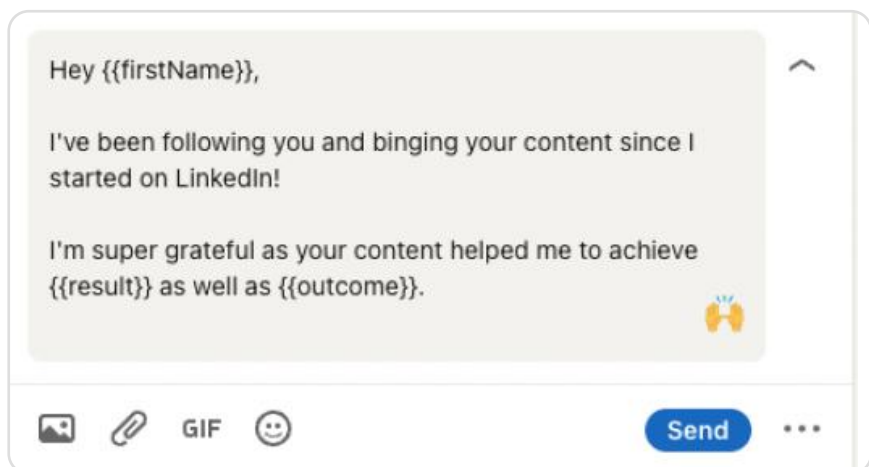 Hey {{firstName}},
I've been following you and binging your content since I
started on LinkedIn!
I'm super grateful as your content helped me to achieve
{{result}} as well as {{outcome}}.
GIF
Send